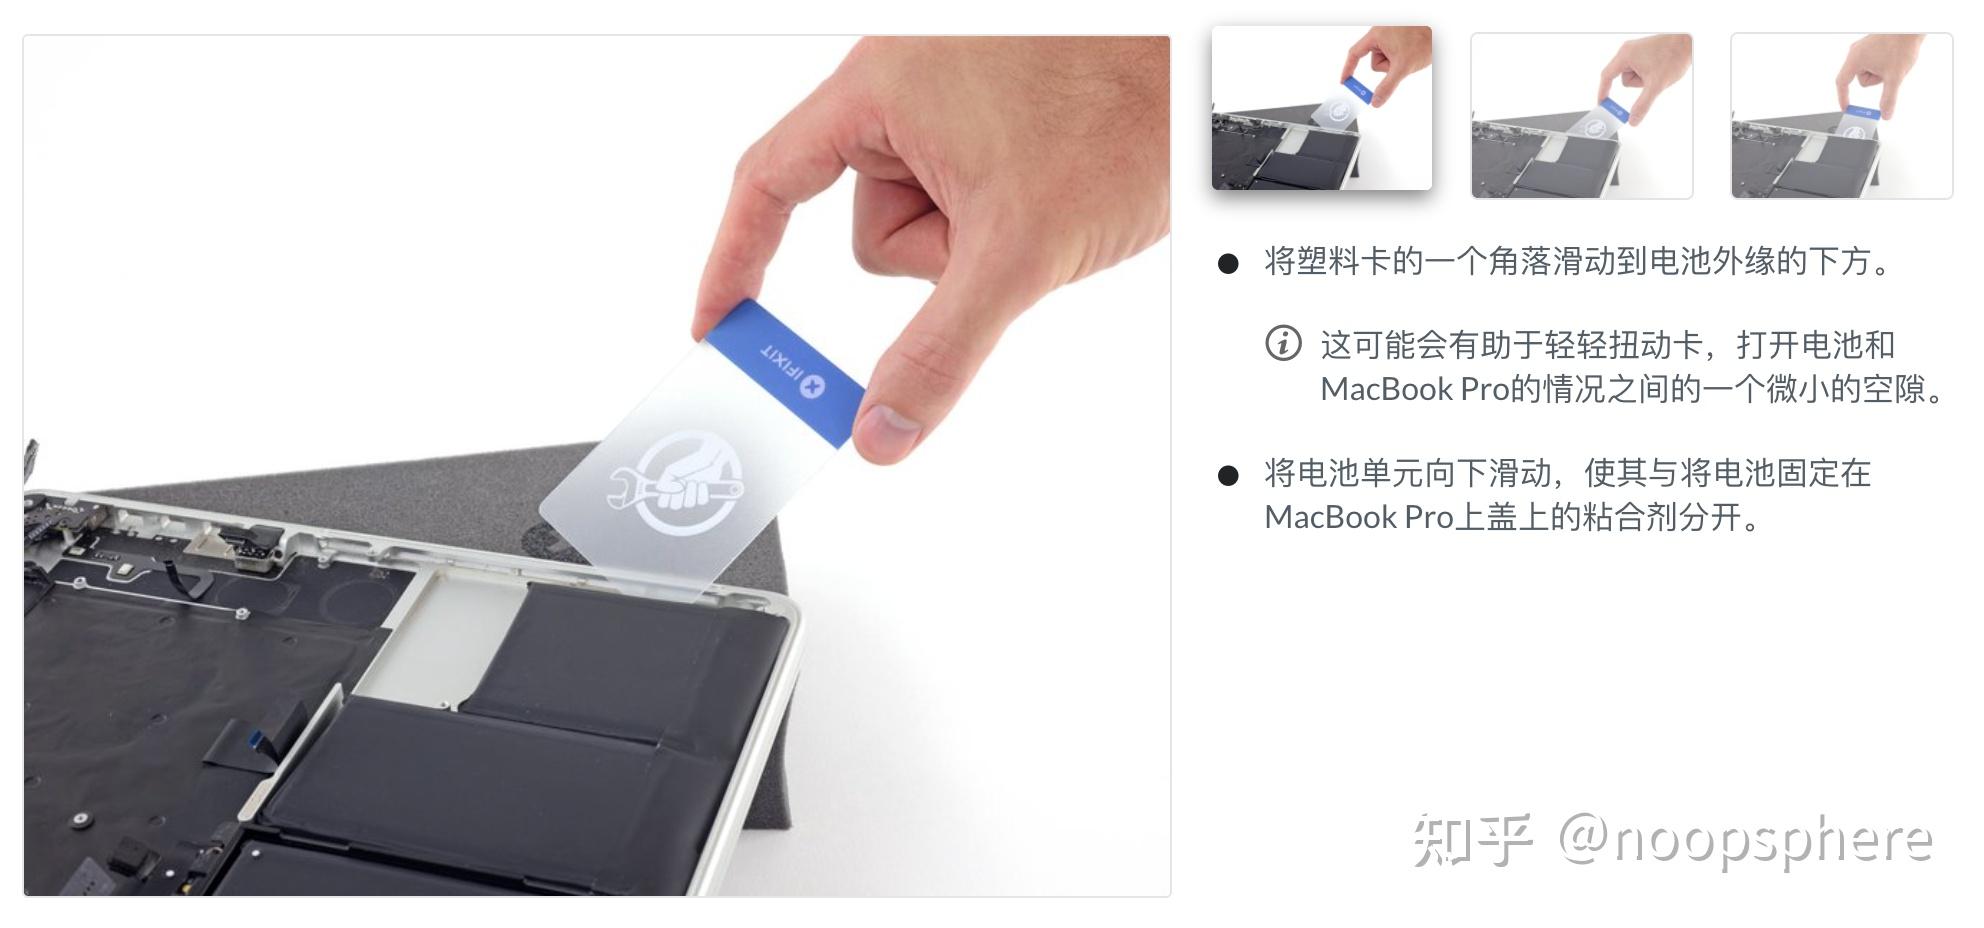 IFIXIT
将塑料卡的一个角落滑动到电池外缘的下方。
这可能会有助于轻轻扭动卡，打开电池和
MacBook Pro的情况之间的一个微小的空隙。
将电池单元向下滑动，使其与将电池固定在
MacBook Pro上盖上的粘合剂分开。
知乎 @noopsphere